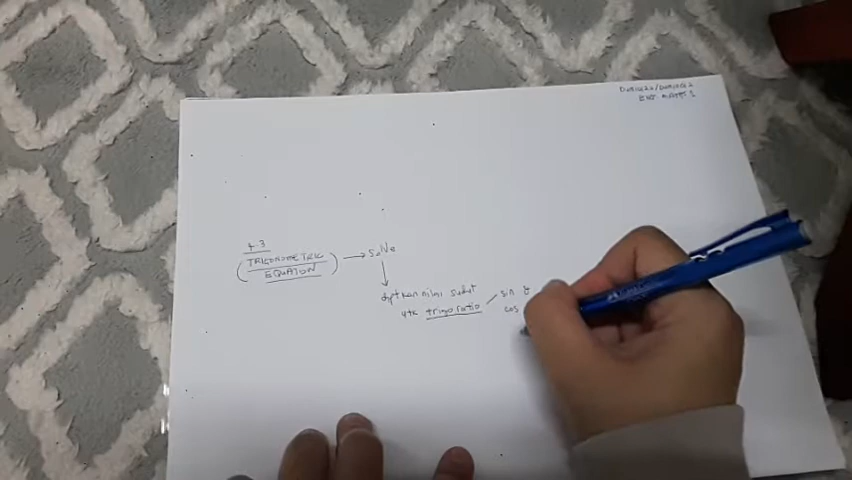 4.3
TRIGONOMETRIC
EQUATION
Solve
dptkan nilai sudut
utk trigo ratio
sin
cos